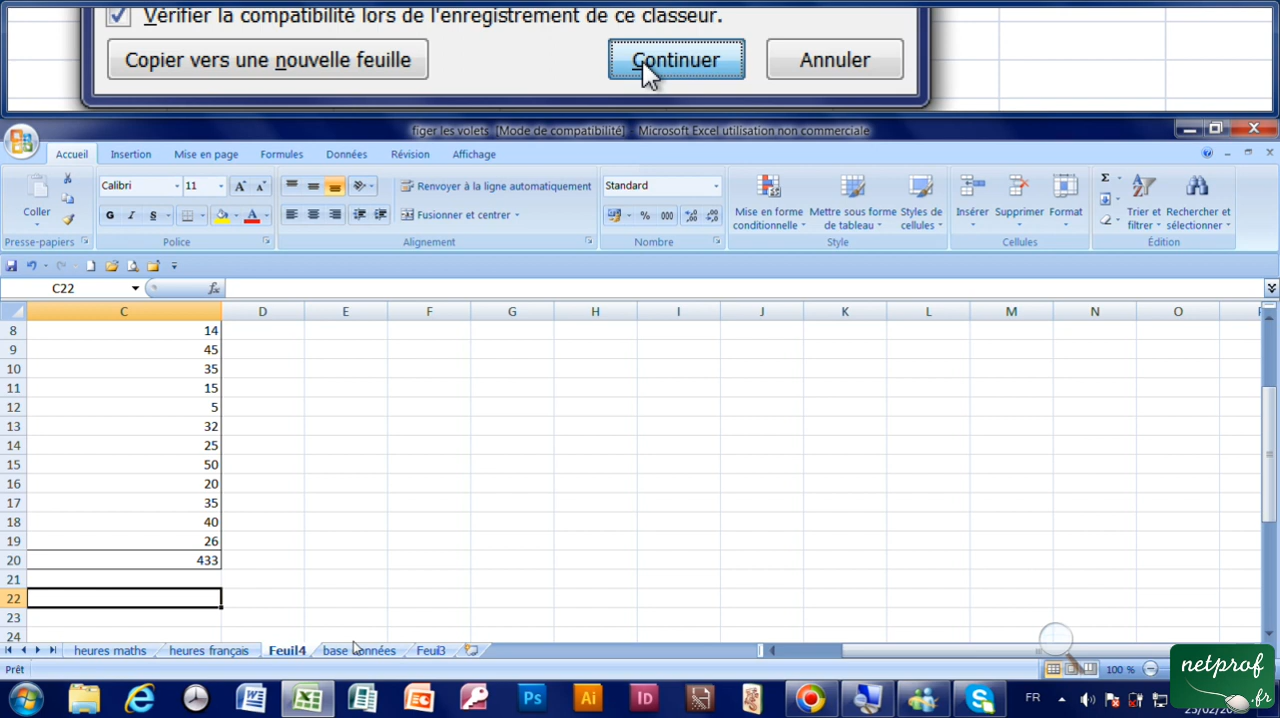 Vérifier la compatibilité lors de l'enregistrement de ce classeur.
Copier vers une nouvelle feuille Continuer Annuler
figer les volets [Mode de compatibilité] - Microsoft Excel utilisation non commerciale
Accueil Insertion Mise en page Formules Données Révision Affichage
Coller Calibri 11 Renvoyer à la ligne automatiquement Standard
G I S A Fusionner et centrer % 000
Mise en forme conditionnelle Mettre sous forme de tableau Styles de cellules Insérer Supprimer Format Σ Trier et filtrer Rechercher et sélectionner
Presse-papiers Police Alignement Nombre Style Cellules Édition
C22 fx
C D E F G H I J K L M N O
8 14
9 45
10 35
11 15
12 5
13 32
14 25
15 50
16 20
17 35
18 40
19 26
20 433
21
22
23
24
heures maths heures français Feuil4 base données Feuil3
Prêt 100 %
W Ps Ai Id S FR
netprof
.fr